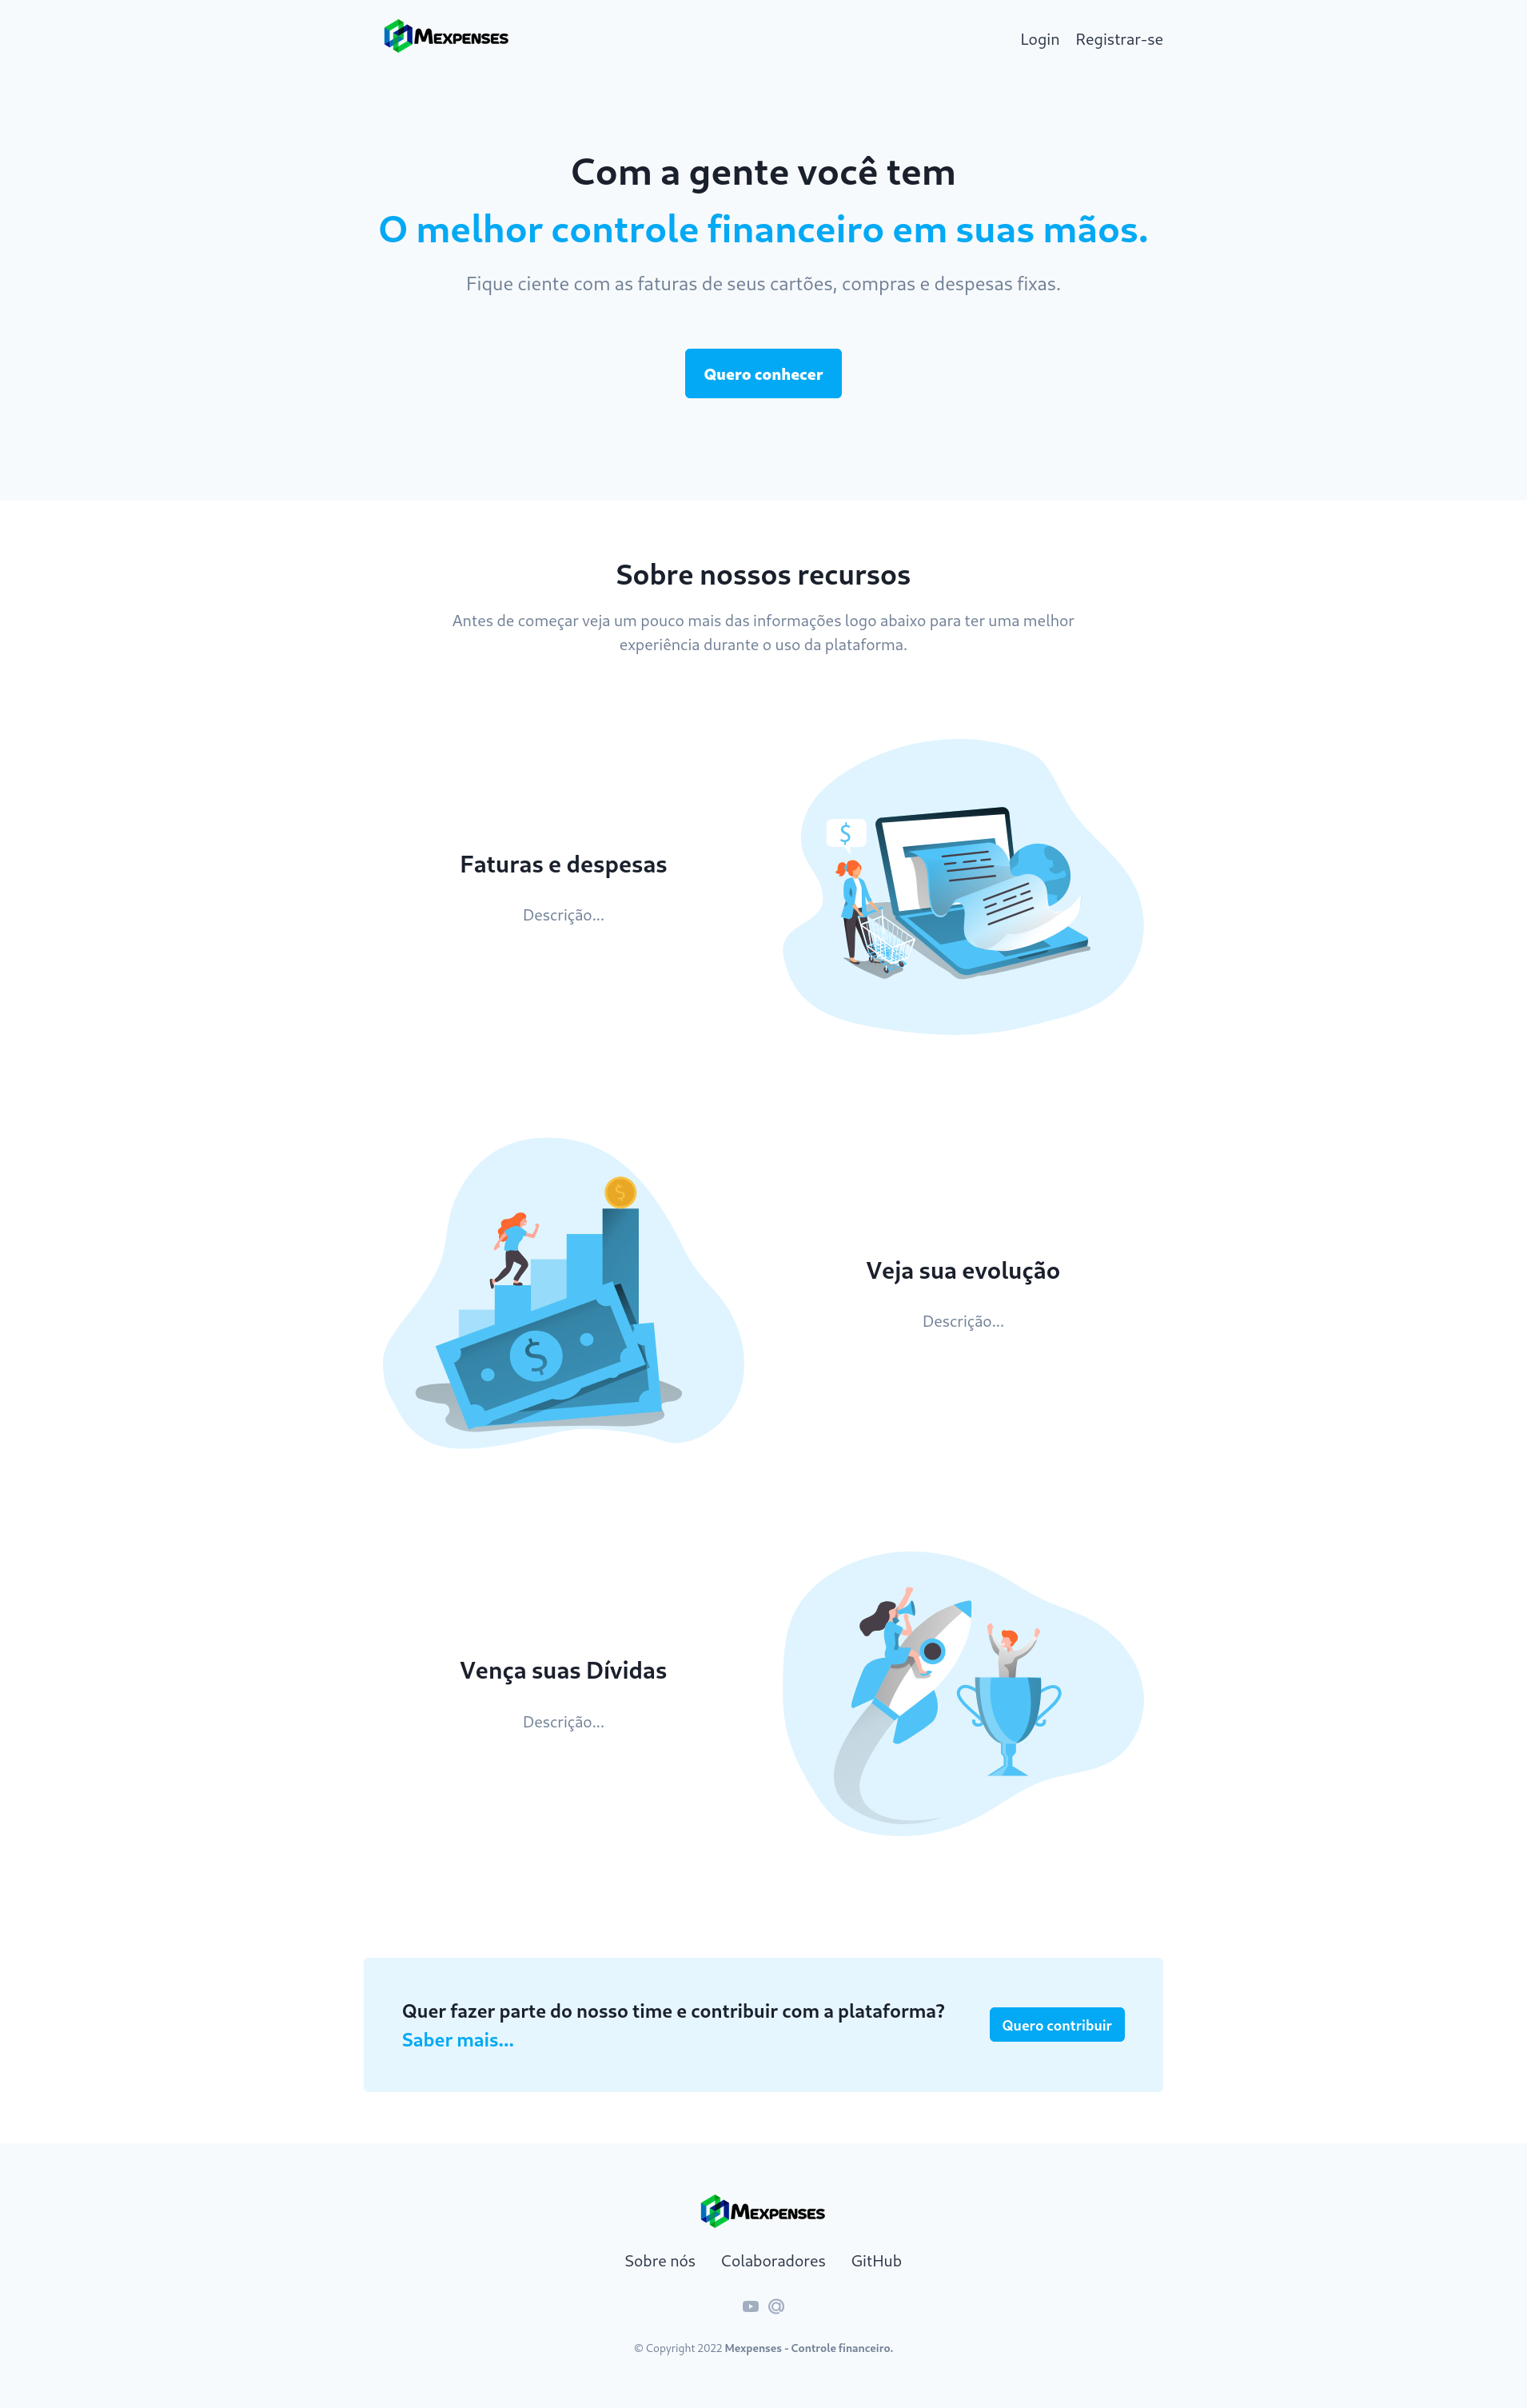 Mexpenses
Login
Registrar-se
Com a gente você tem
O melhor controle financeiro em suas mãos.
Fique ciente com as faturas de seus cartões, compras e despesas fixas.
Quero conhecer
Sobre nossos recursos
Antes de começar veja um pouco mais das informações logo abaixo para ter uma melhor
experiência durante o uso da plataforma.
Faturas e despesas
Descrição...
$
$
Veja sua evolução
Descrição...
$
Vença suas Dívidas
Descrição...
Quer fazer parte do nosso time e contribuir com a plataforma?
Saber mais...
Quero contribuir
Mexpenses
Sobre nós
Colaboradores
GitHub
@
© Copyright 2022 Mexpenses - Controle financeiro.